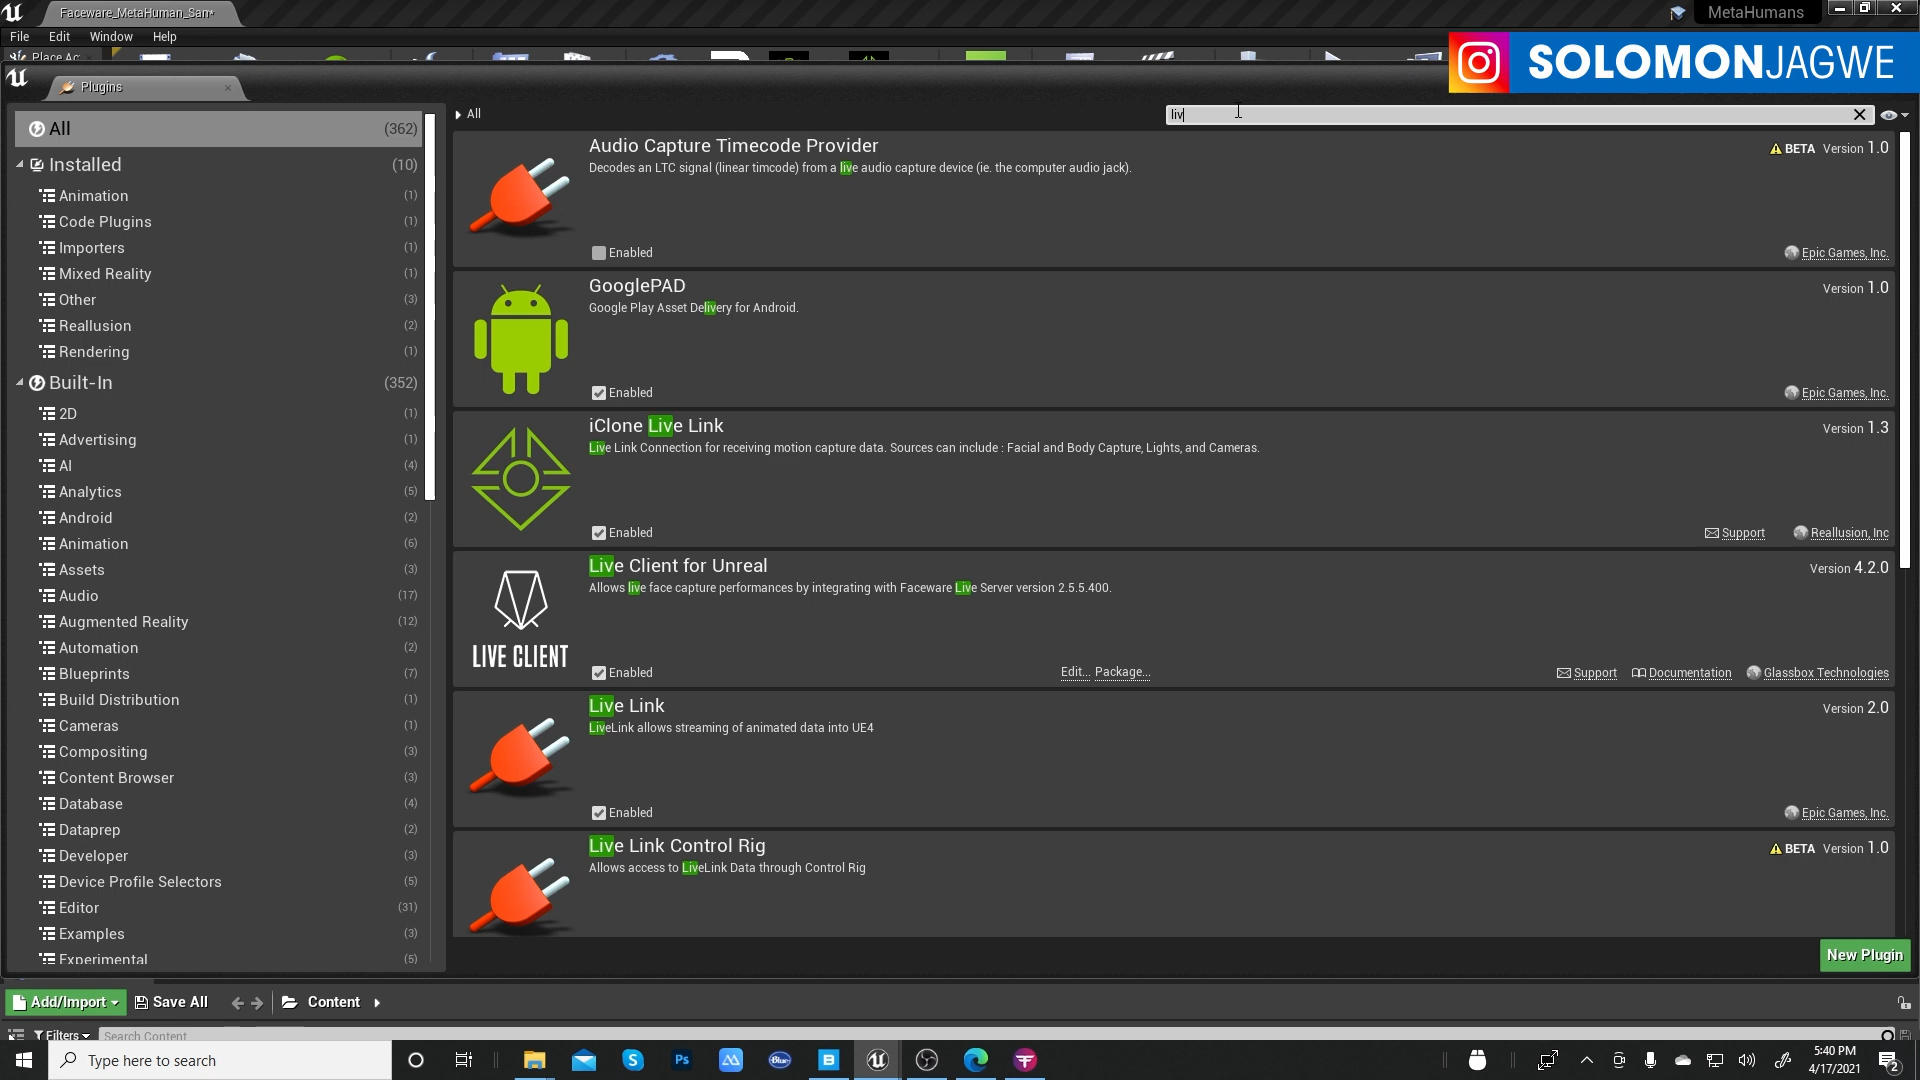 Faceware_MetaHuman_San*
MetaHumans
File Edit Window Help
Place Ac
SOLOMONJAGWE
Plugins
All (362)
Installed (10)
Animation (1)
Code Plugins (1)
Importers (1)
Mixed Reality (1)
Other (3)
Reallusion (2)
Rendering (1)
Built-In (352)
2D (1)
Advertising (1)
AI (4)
Analytics (5)
Android (2)
Animation (6)
Assets (3)
Audio (17)
Augmented Reality (12)
Automation (2)
Blueprints (7)
Build Distribution (1)
Cameras (1)
Compositing (3)
Content Browser (3)
Database (4)
Dataprep (2)
Developer (3)
Device Profile Selectors (5)
Editor (31)
Examples (3)
Experimental (5)
All
liv
Audio Capture Timecode Provider
BETA Version 1.0
Decodes an LTC signal (linear timcode) from a live audio capture device (ie. the computer audio jack).
Enabled
Epic Games, Inc.
GooglePAD
Version 1.0
Google Play Asset Delivery for Android.
Enabled
Epic Games, Inc.
iClone Live Link
Version 1.3
Live Link Connection for receiving motion capture data. Sources can include : Facial and Body Capture, Lights, and Cameras.
Enabled
Support Reallusion, Inc
Live Client for Unreal
Version 4.2.0
Allows live face capture performances by integrating with Faceware Live Server version 2.5.5.400.
LIVE CLIENT
Enabled
Edit... Package...
Support Documentation Glassbox Technologies
Live Link
Version 2.0
LiveLink allows streaming of animated data into UE4
Enabled
Epic Games, Inc.
Live Link Control Rig
BETA Version 1.0
Allows access to LiveLink Data through Control Rig
New Plugin
Add/Import Save All Content
Filters Search Content
Type here to search
Ps
Blue
5:40 PM
4/17/2021
2